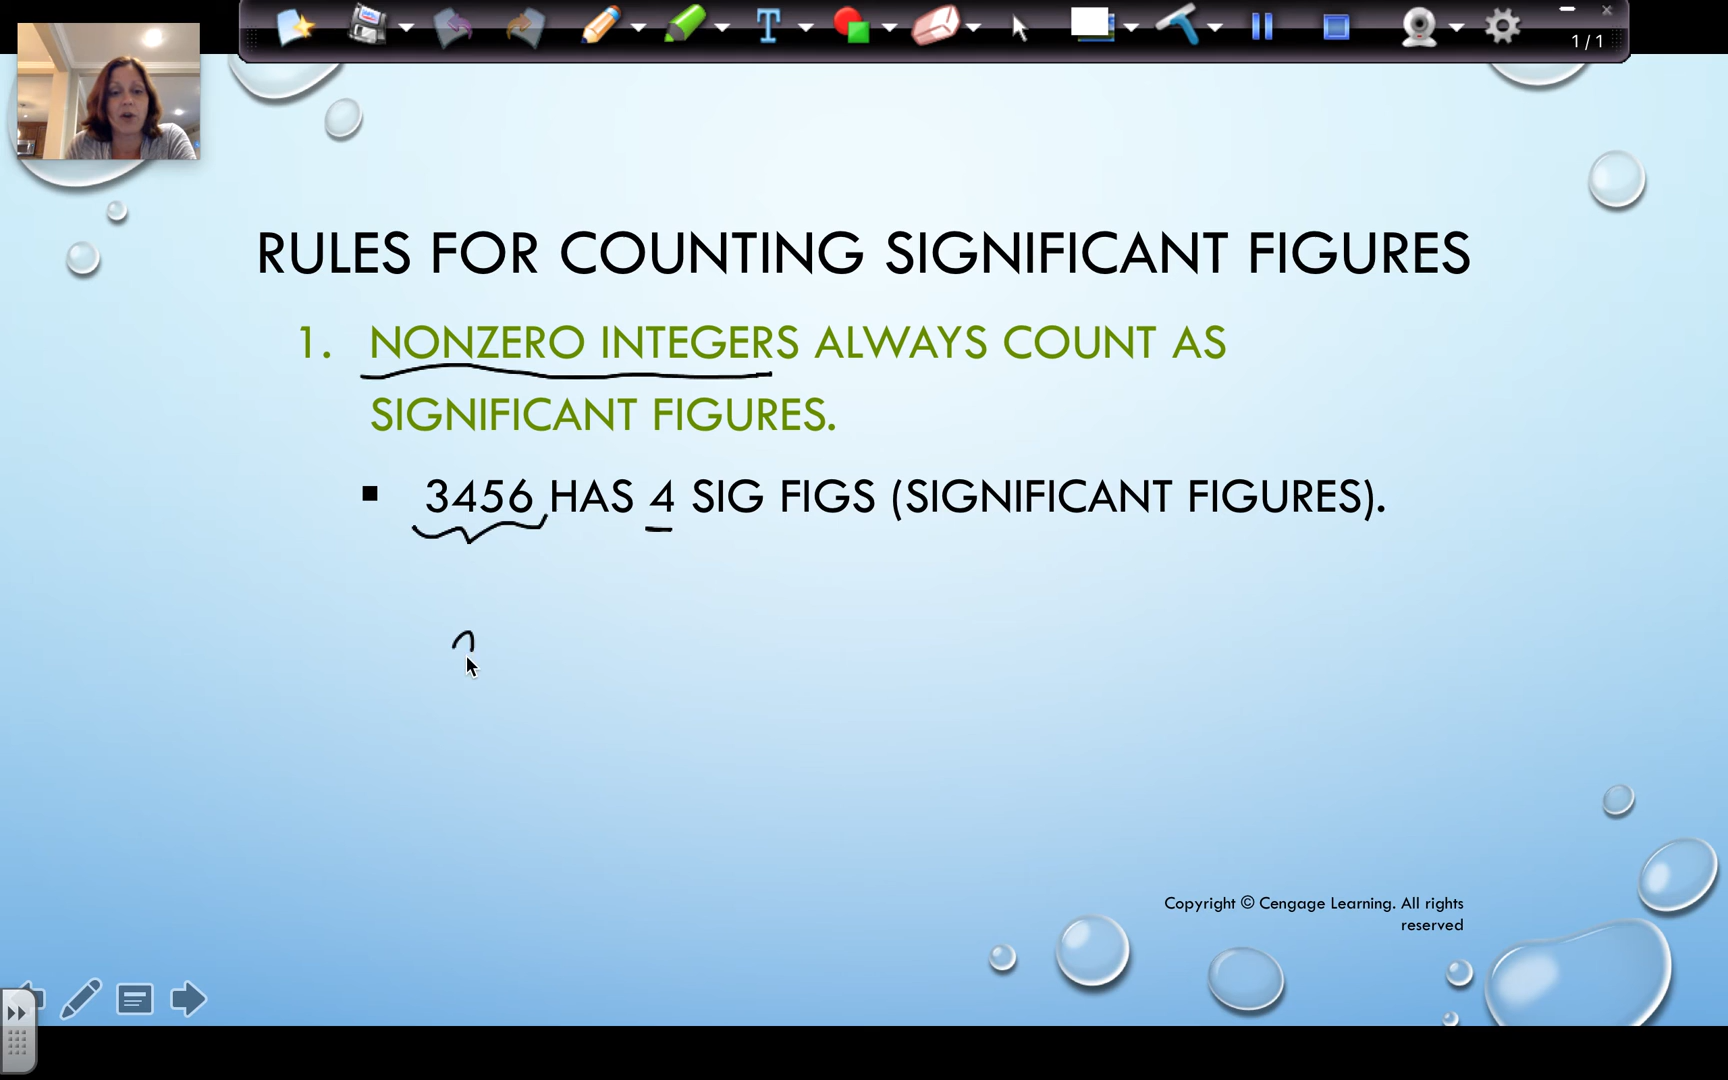 1 / 1
RULES FOR COUNTING SIGNIFICANT FIGURES
1. NONZERO INTEGERS ALWAYS COUNT AS
SIGNIFICANT FIGURES.
▪ 3456 HAS 4 SIG FIGS (SIGNIFICANT FIGURES).
Copyright © Cengage Learning. All rights
reserved